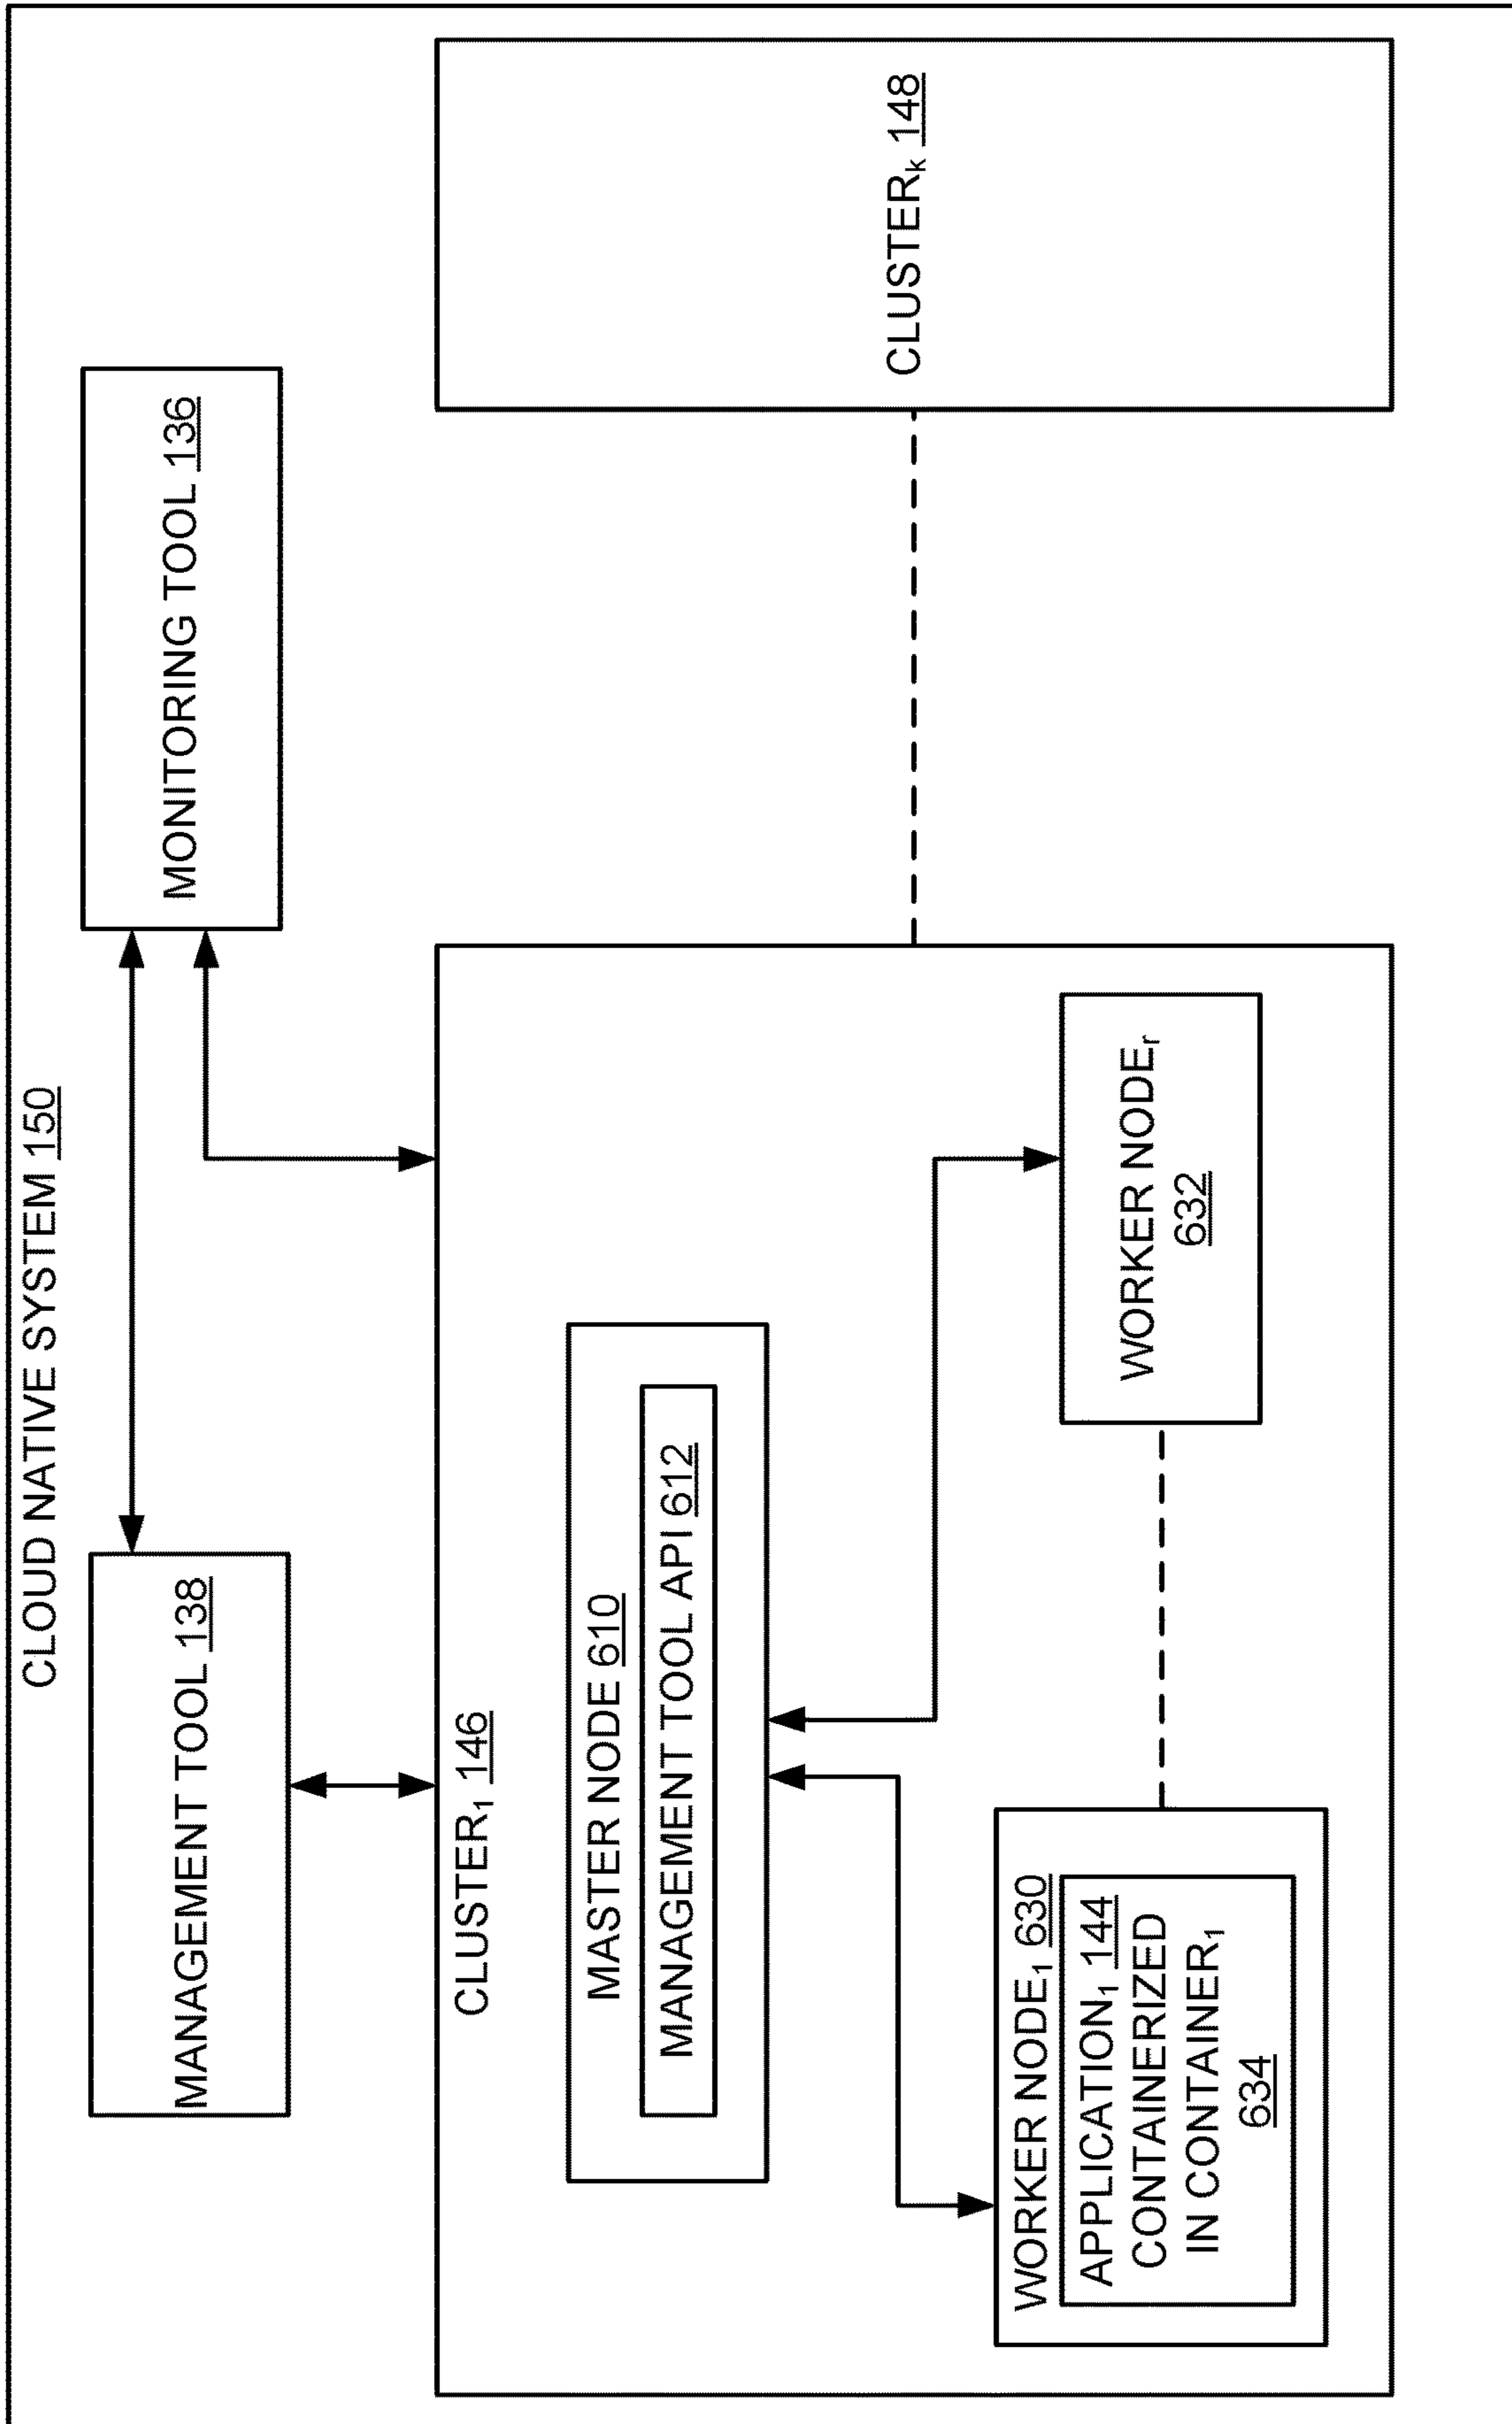 CLOUD NATIVE SYSTEM 150
MANAGEMENT TOOL 138
MONITORING TOOL 136
CLUSTER₁ 146
MASTER NODE 610
MANAGEMENT TOOL API 612
WORKER NODE₁ 630
APPLICATION₁ 144
CONTAINERIZED
IN CONTAINER₁
634
WORKER NODEᵣ
632
CLUSTERₖ 148